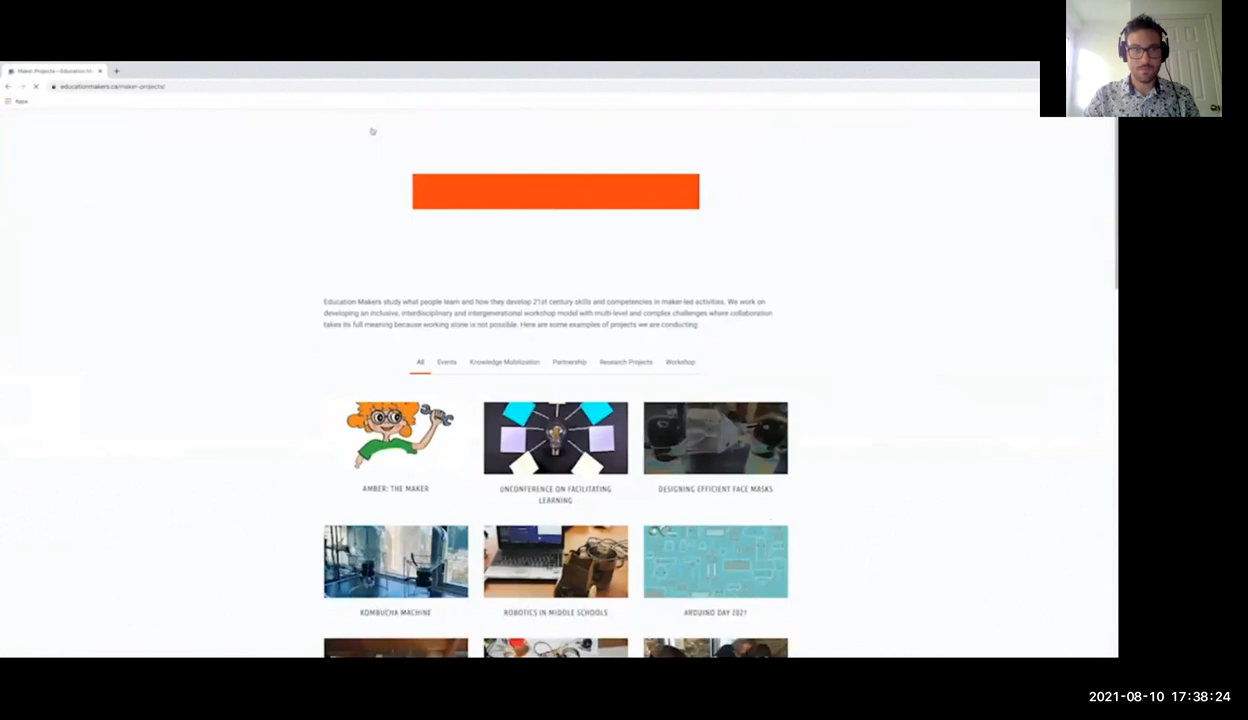 Maker Projects – Education M
educationmakers.ca/maker-projects/
Apps
Education Makers study what people learn and how they develop 21st century skills and competencies in maker-led activities. We work on
developing an inclusive, interdisciplinary and intergenerational workshop model with multi-level and complex challenges where collaboration
takes its full meaning because working alone is not possible. Here are some examples of projects we are conducting:
All Events Knowledge Mobilization Partnership Research Projects Workshop
AMBER: THE MAKER
UNCONFERENCE ON FACILITATING
LEARNING
DESIGNING EFFICIENT FACE MASKS
KOMBUCHA MACHINE
ROBOTICS IN MIDDLE SCHOOLS
ARDUINO DAY 2021
2021-08-10 17:38:24